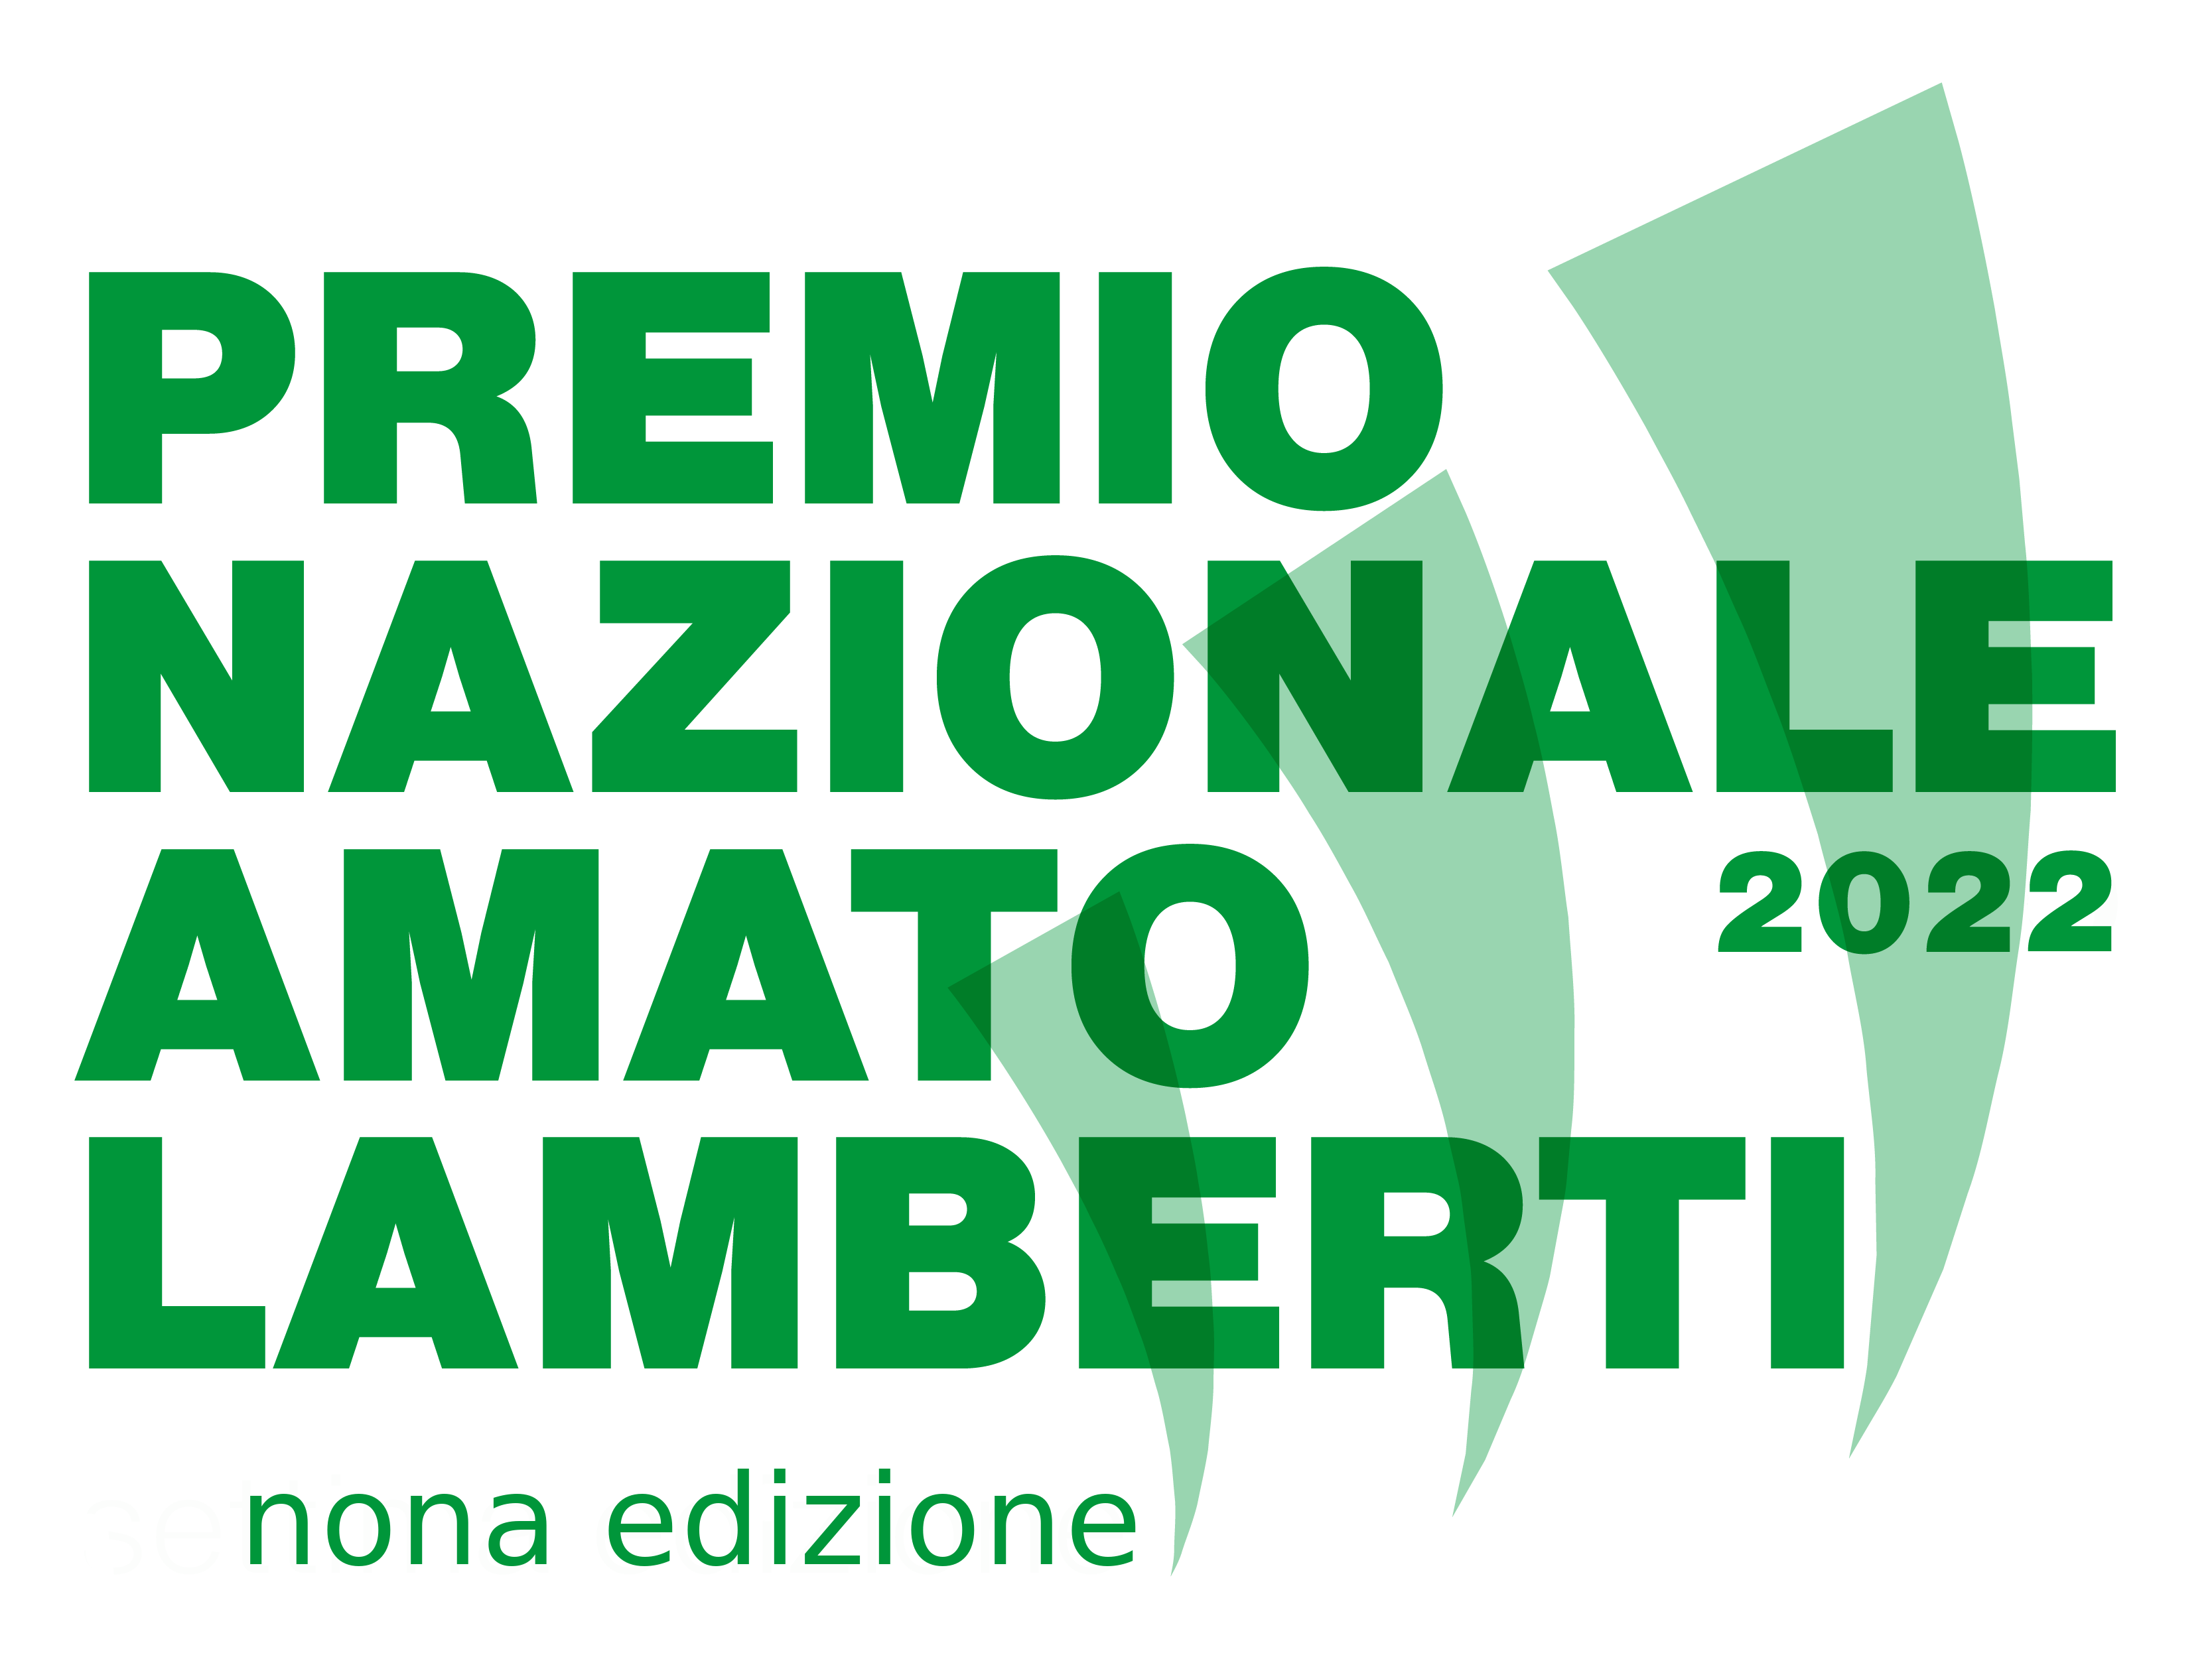 PREMIO
NAZIONALE
AMATO
2022
LAMBERTI
nona edizione